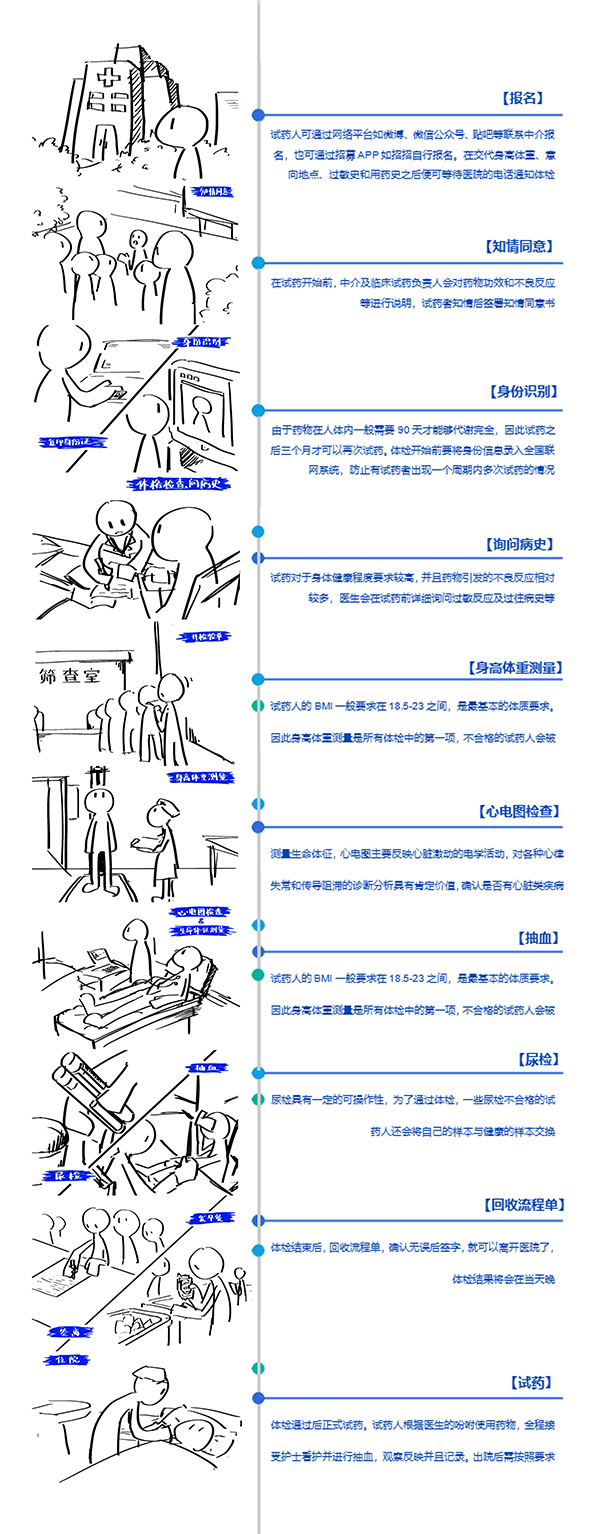 【报名】
试药人可通过网络平台如微博、微信公众号、贴吧等联系中介报
名，也可通过招募APP如招招自行报名。在交代身高体重、意
向地点、过敏史和用药史之后便可等待医院的电话通知体检
知情同意
【知情同意】
在试药开始前，中介及临床试药负责人会对药物功效和不良反应
等进行说明，试药者知情后签署知情同意书
身份识别
【身份识别】
由于药物在人体内一般需要 90 天才能够代谢完全，因此试药之
后三个月才可以再次试药。体检开始前要将身份信息录入全国联
网系统，防止有试药者出现一个周期内多次试药的情况
复印身份证
体格检查、问病史
【询问病史】
试药对于身体健康程度要求较高，并且药物引发的不良反应相对
较多，医生会在试药前详细询问过敏反应及过往病史等
筛查室
【身高体重测量】
试药人的 BMI 一般要求在 18.5-23 之间，是最基本的体质要求。
因此身高体重测量是所有体检中的第一项，不合格的试药人会被
身高体重测量
【心电图检查】
测量生命体征，心电图主要反映心脏激动的电学活动，对各种心律
失常和传导阻滞的诊断分析具有肯定价值，确认是否有心脏类疾病
心电图检查
&
生命体征测量
【抽血】
试药人的 BMI 一般要求在 18.5-23 之间，是最基本的体质要求。
因此身高体重测量是所有体检中的第一项，不合格的试药人会被
抽血
【尿检】
尿检具有一定的可操作性，为了通过体检，一些尿检不合格的试
药人还会将自己的样本与健康的样本交换
尿检
【回收流程单】
体检结束后，回收流程单，确认无误后签字，就可以离开医院了，
体检结果将会在当天晚
签离
住院
【试药】
体检通过后正式试药。试药人根据医生的吩咐使用药物，全程接
受护士看护并进行抽血，观察反映并且记录。出院后需按照要求